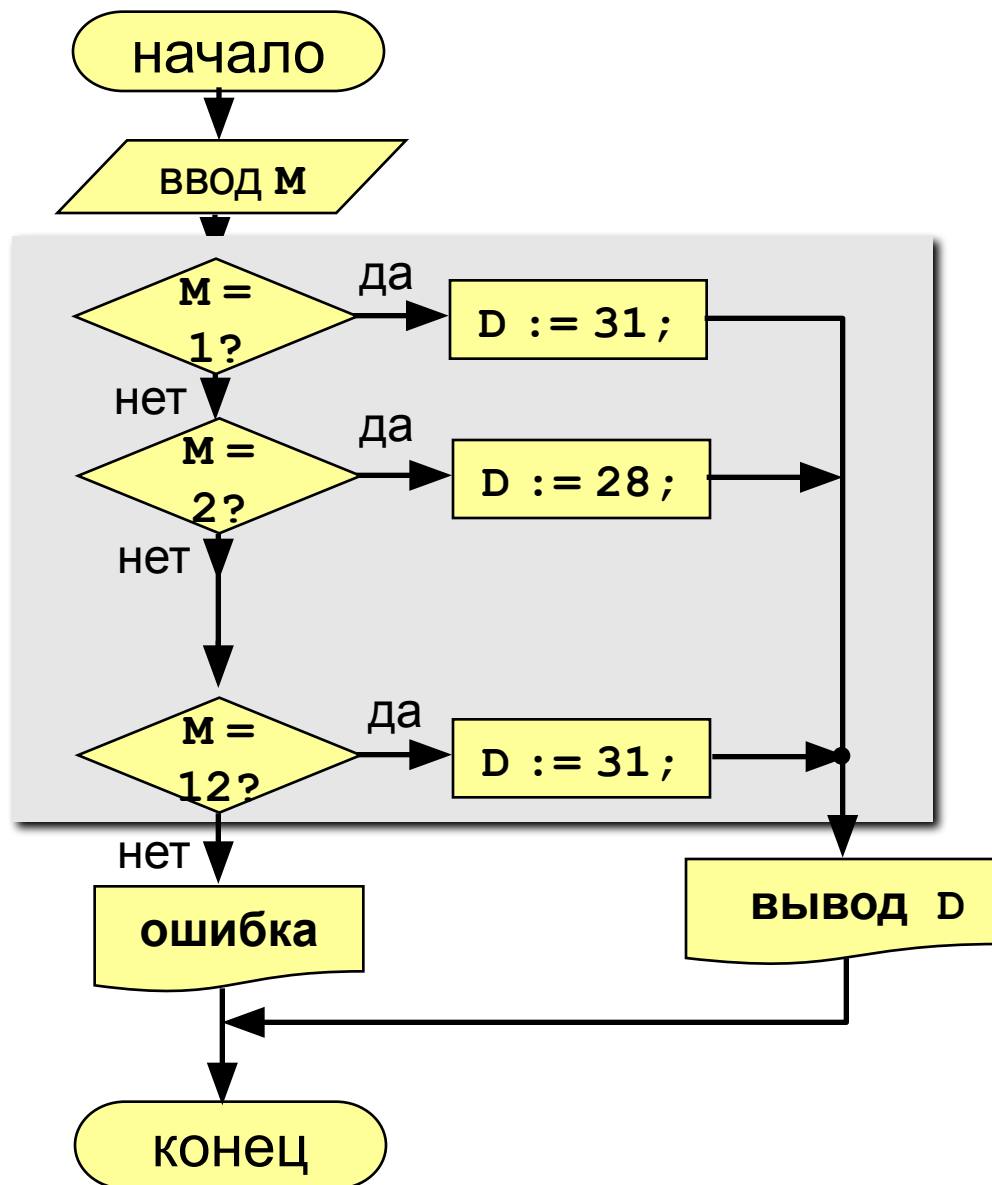 начало
ввод M
M =
1?
да
D := 31;
нет
M =
2?
да
D := 28;
нет
M =
12?
да
D := 31;
нет
ошибка
вывод D
конец